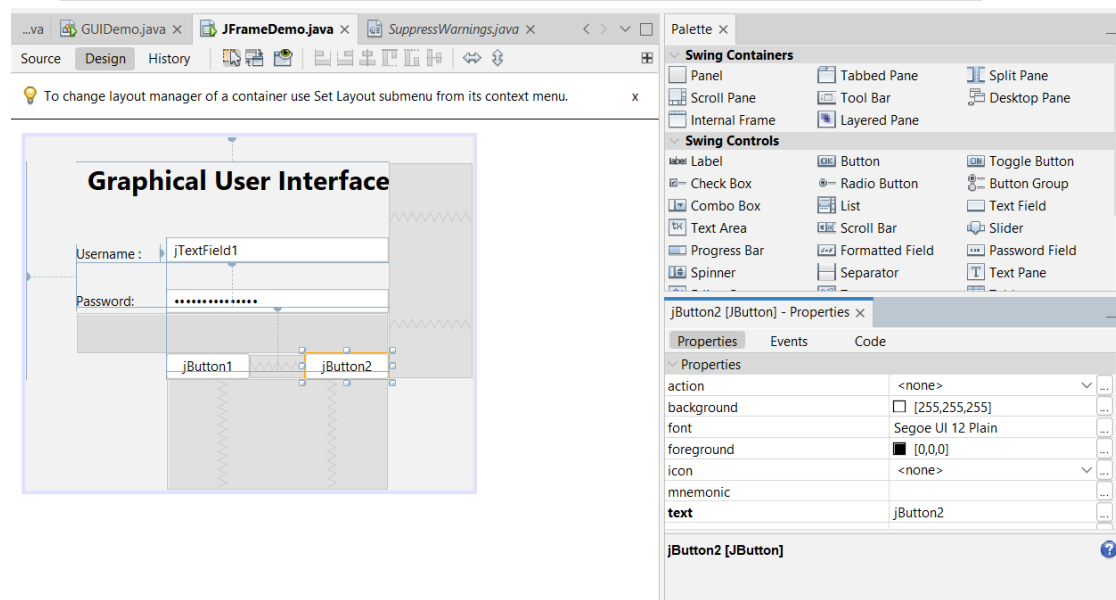 ...va GUIDemo.java × JFrameDemo.java × SuppressWarnings.java ×
Source Design History
To change layout manager of a container use Set Layout submenu from its context menu. x
Graphical User Interface
Username : jTextField1
Password: •••••••••••••••
jButton1 jButton2
Palette ×
Swing Containers
Panel Tabbed Pane Split Pane
Scroll Pane Tool Bar Desktop Pane
Internal Frame Layered Pane
Swing Controls
label Label OK Button ON Toggle Button
Check Box Radio Button Button Group
Combo Box List Text Field
Text Area Scroll Bar Slider
Progress Bar Formatted Field Password Field
Spinner Separator T Text Pane
jButton2 [JButton] - Properties ×
Properties Events Code
Properties
action <none> ...
background [255,255,255] ...
font Segoe UI 12 Plain ...
foreground [0,0,0] ...
icon <none> ...
mnemonic ...
text jButton2 ...
jButton2 [JButton] ?